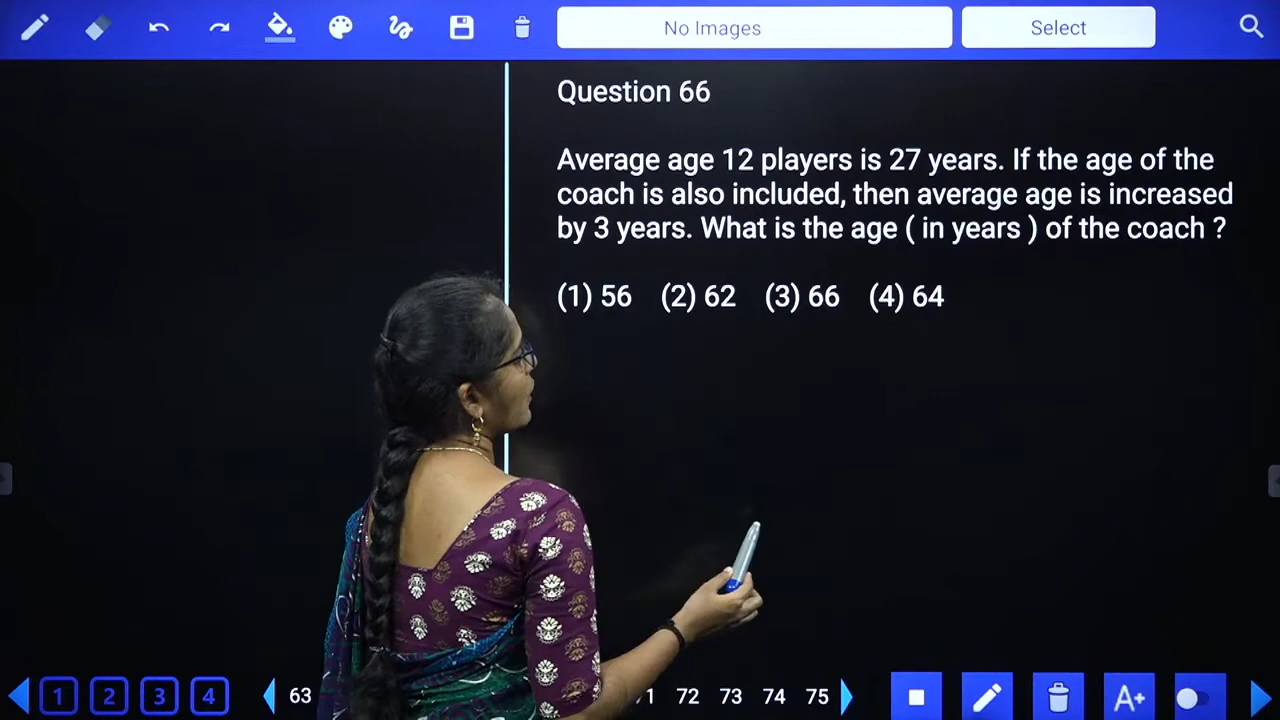 No Images
Select
Question 66
Average age 12 players is 27 years. If the age of the
coach is also included, then average age is increased
by 3 years. What is the age ( in years ) of the coach ?
(1) 56 (2) 62 (3) 66 (4) 64
1 2 3 4 63 71 72 73 74 75 A+